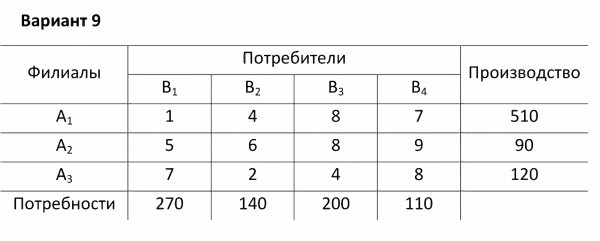 Вариант 9
Филиалы Потребители Производство
B1 B2 B3 B4
A1 1 4 8 7 510
A2 5 6 8 9 90
A3 7 2 4 8 120
Потребности 270 140 200 110